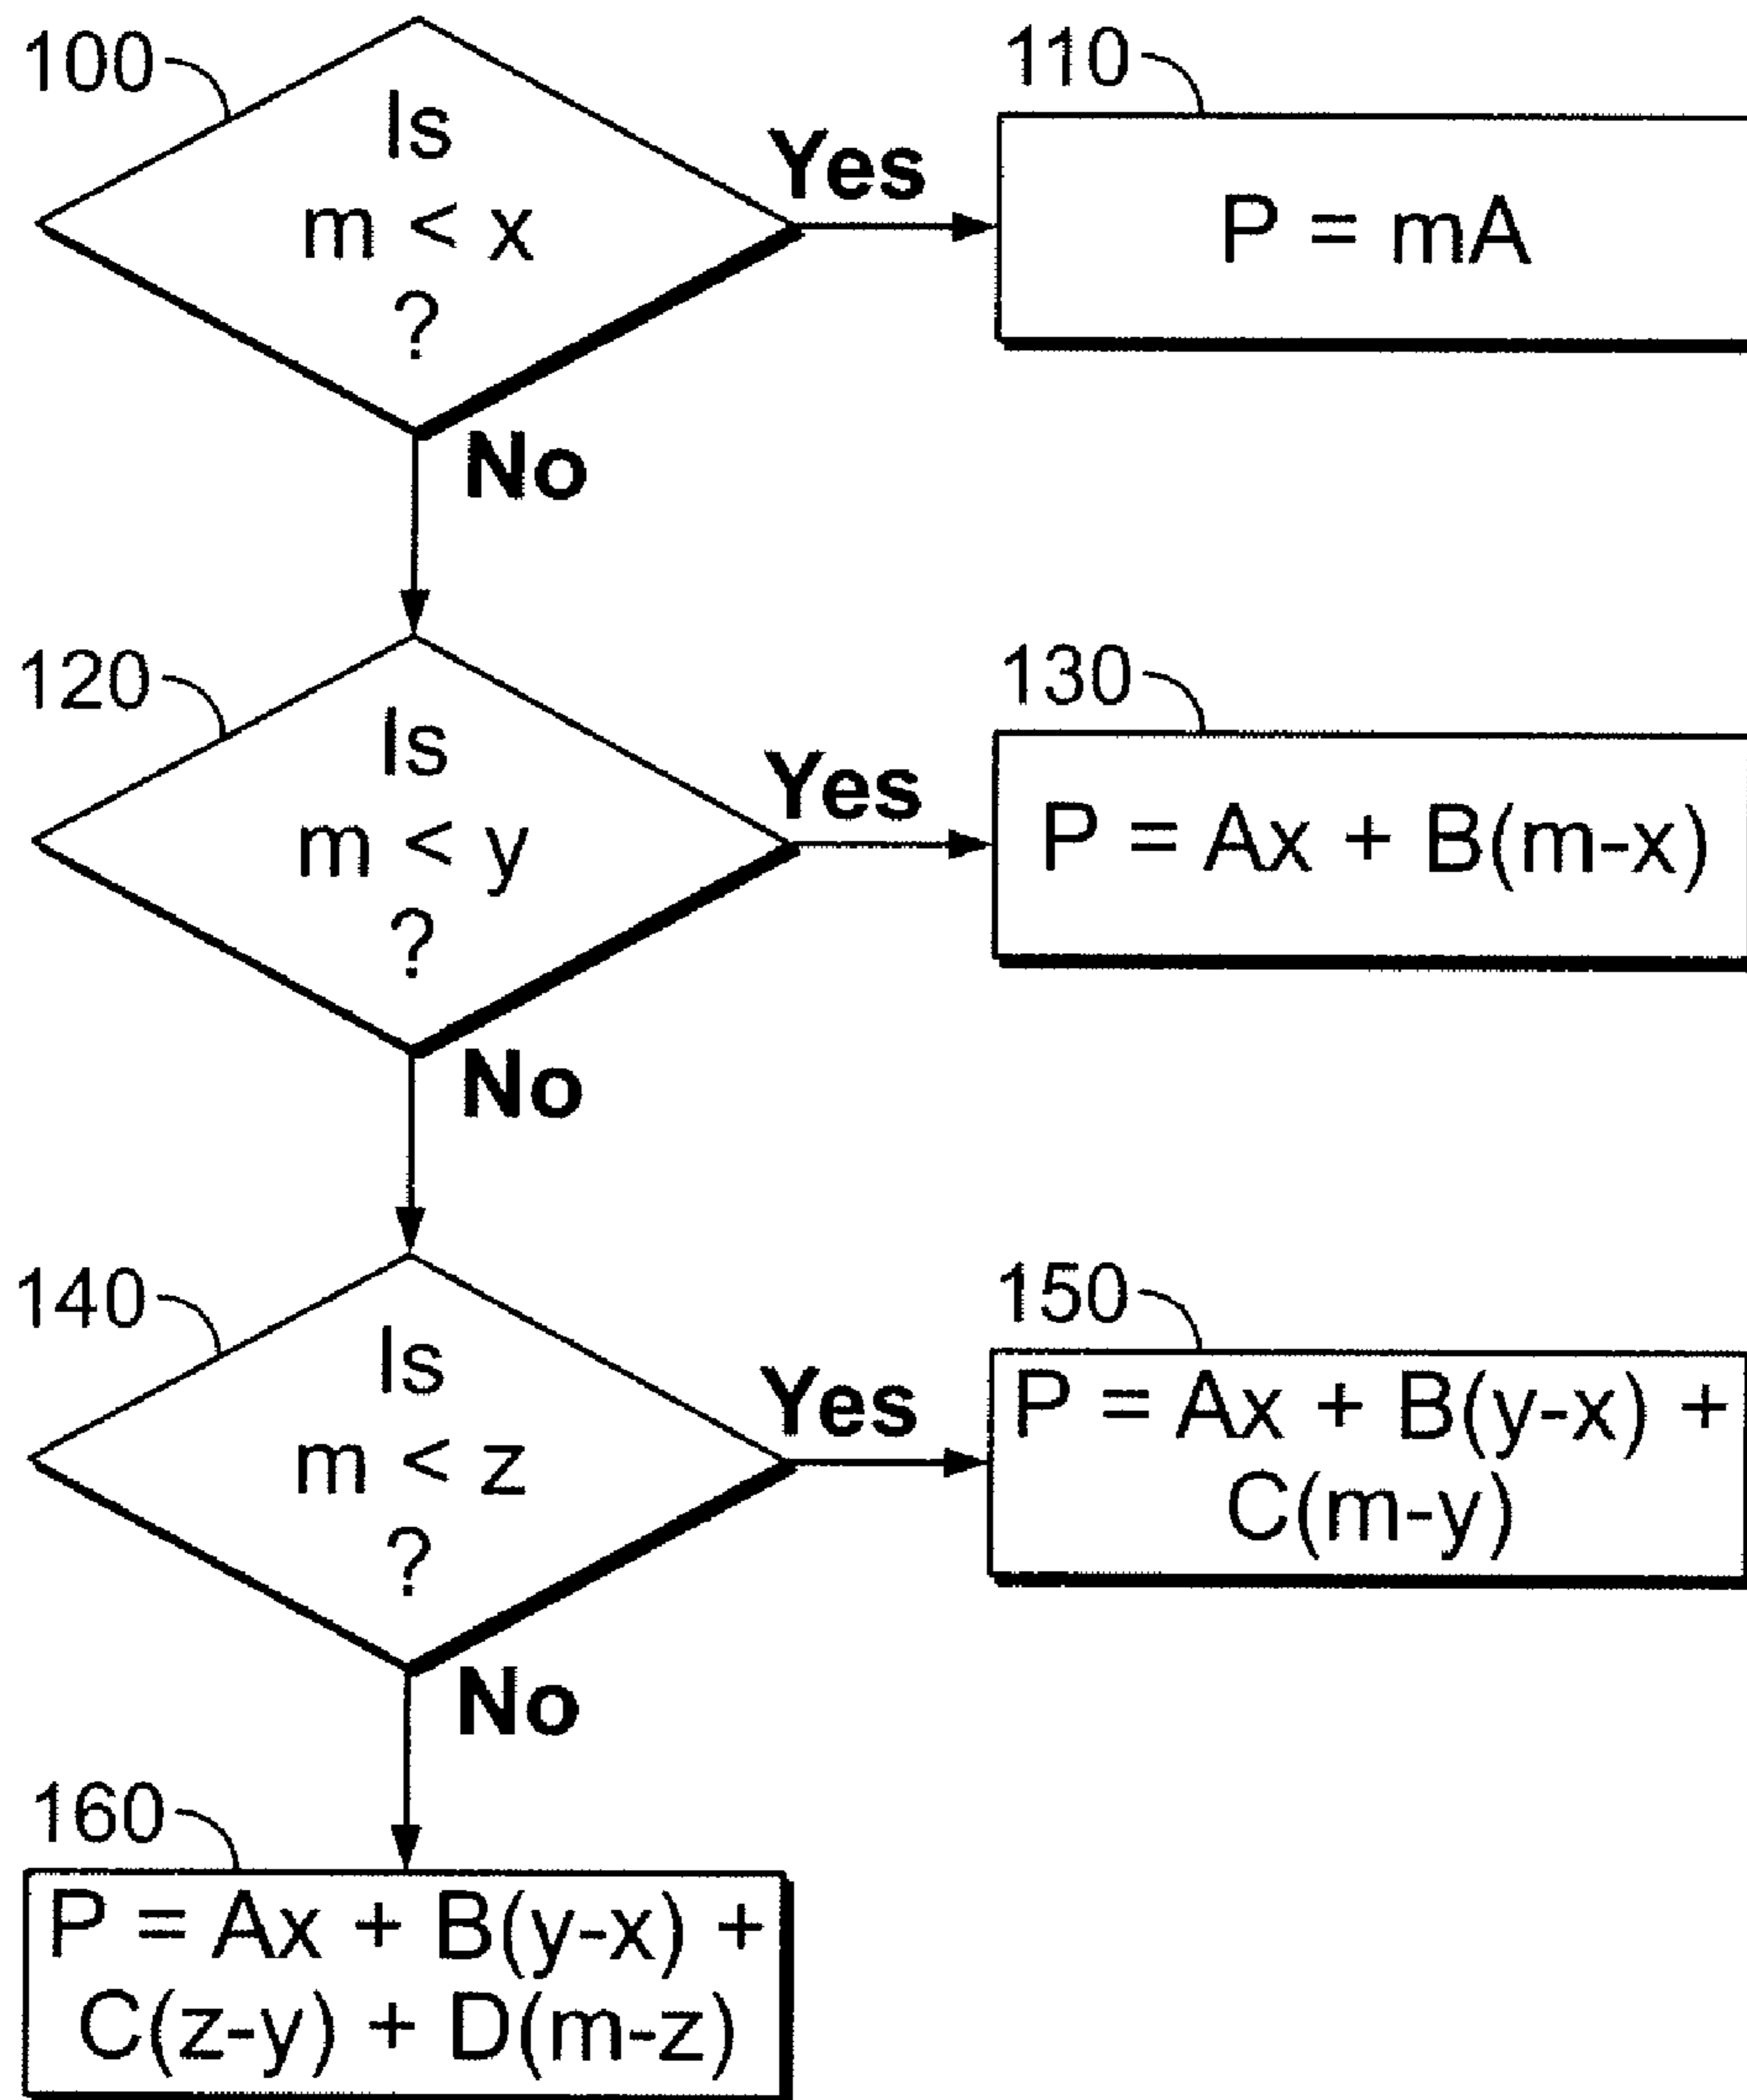 100
Is
m < x
?
Yes
110
P = mA
No
120
Is
m < y
?
Yes
130
P = Ax + B(m-x)
No
140
Is
m < z
?
Yes
150
P = Ax + B(y-x) +
C(m-y)
No
160
P = Ax + B(y-x) +
C(z-y) + D(m-z)